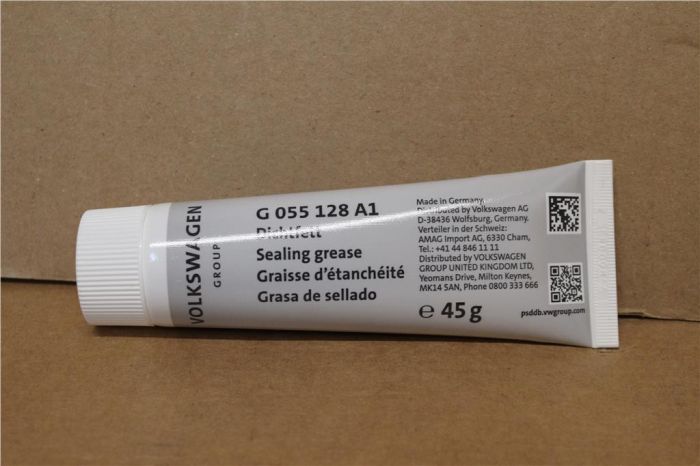 VOLKSWAGEN
GROUP
G 055 128 A1
Dichtfett
Sealing grease
Graisse d'étanchéité
Grasa de sellado
e 45g
Made in Germany.
Distributed by Volkswagen AG
D-38436 Wolfsburg, Germany.
Verteiler in der Schweiz:
AMAG Import AG, 6330 Cham,
Tel.: +41 44 846 11 11
Distributed by VOLKSWAGEN
GROUP UNITED KINGDOM LTD,
Yeomans Drive, Milton Keynes,
MK14 5AN, Phone 0800 333 666
psddb.vwgroup.com